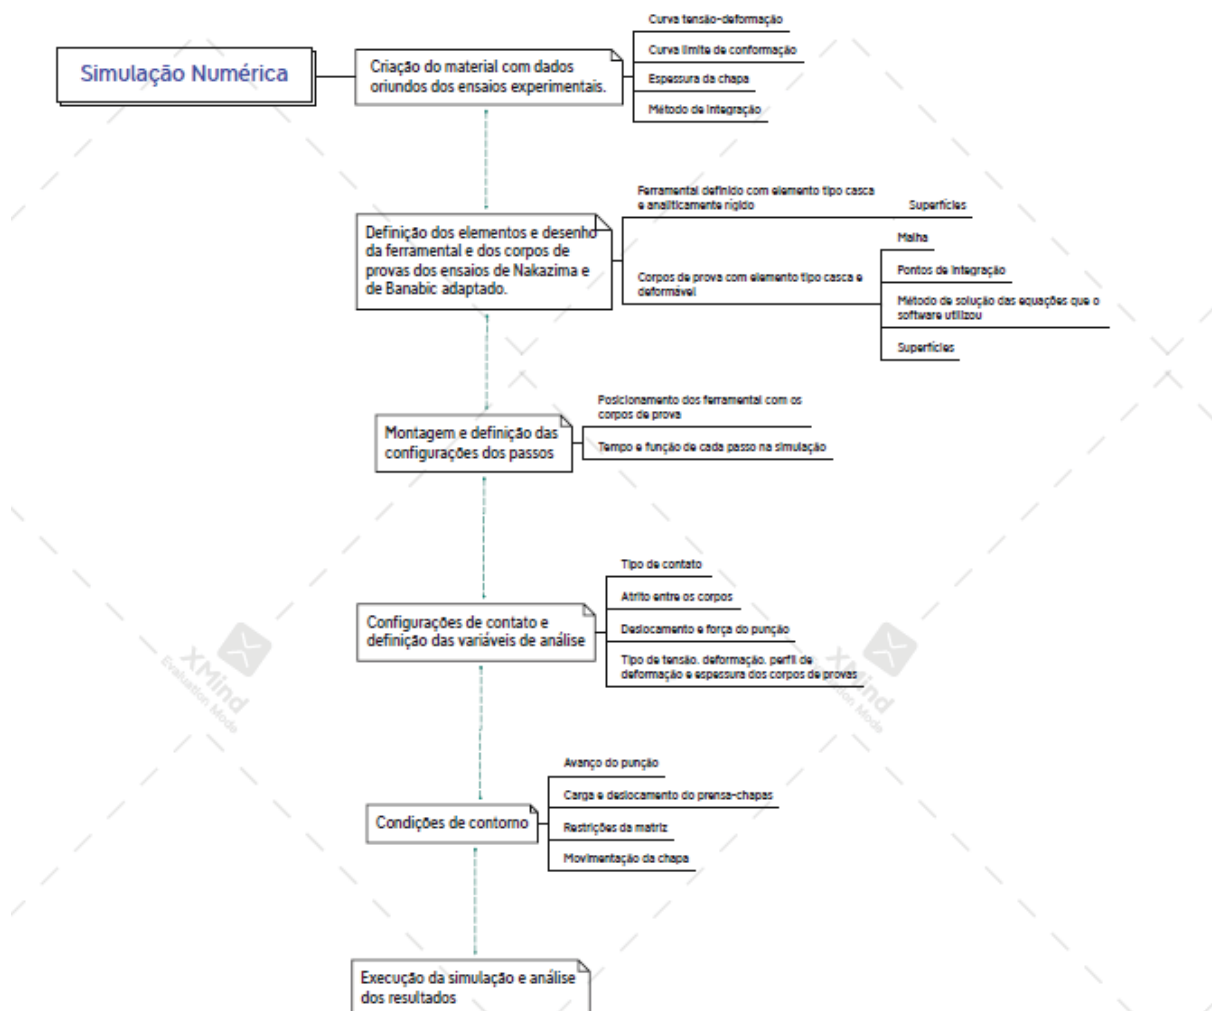 Simulação Numérica
Criação do material com dados
oriundos dos ensaios experimentais.
Curva tensão-deformação
Curva limite de conformação
Espessura da chapa
Método de integração
Definição dos elementos e desenho
da ferramental e dos corpos de
provas dos ensaios de Nakazima e
de Banabic adaptado.
Ferramental definido com elemento tipo casca
e analiticamente rígido
Superfícies
Corpos de prova com elemento tipo casca e
deformável
Malha
Pontos de integração
Método de solução das equações que o
software utilizou
Superfícies
Montagem e definição das
configurações dos passos
Posicionamento dos ferramental com os
corpos de prova
Tempo e função de cada passo na simulação
Configurações de contato e
definição das variáveis de análise
Tipo de contato
Atrito entre os corpos
Deslocamento e força do punção
Tipo de tensão, deformação, perfil de
deformação e espessura dos corpos de provas
Condições de contorno
Avanço do punção
Carga e deslocamento do prensa-chapas
Restrições da matriz
Movimentação da chapa
Execução da simulação e análise
dos resultados
XMind
Evaluation Mode
XMind
Evaluation Mode